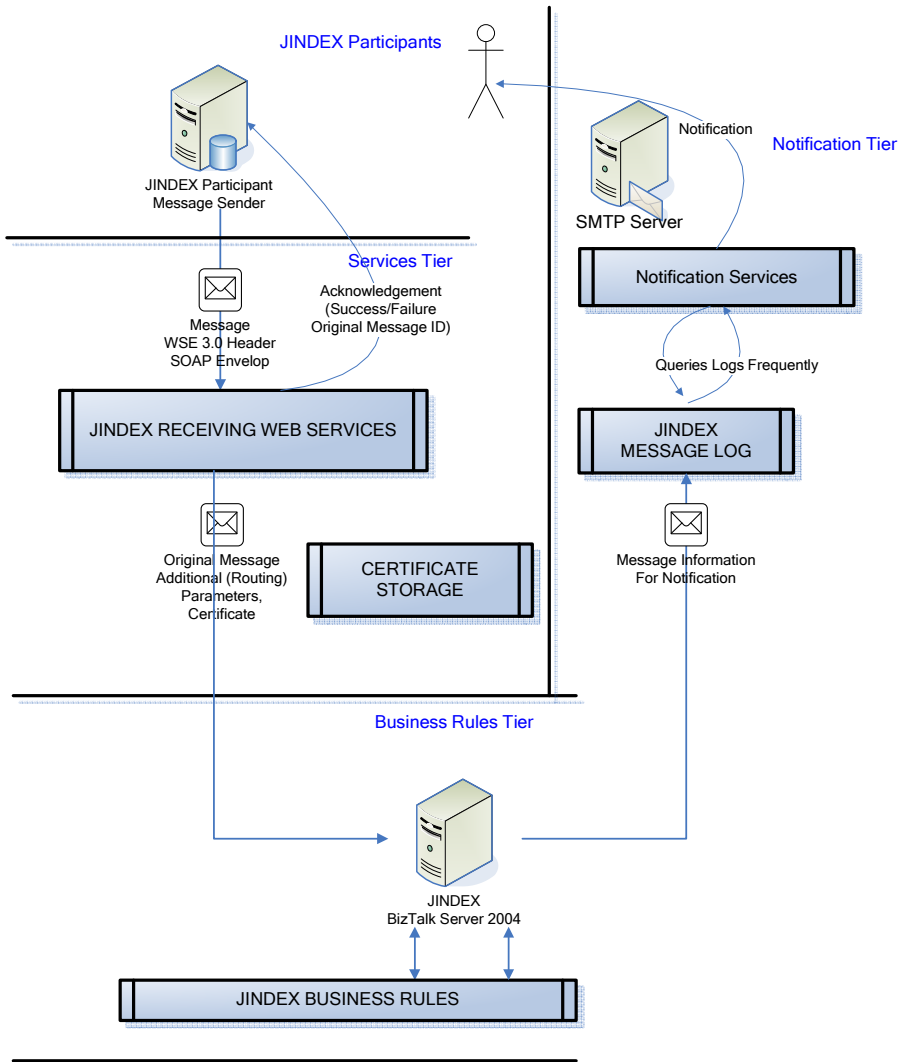 JINDEX Participants
JINDEX Participant
Message Sender
Notification
Notification Tier
SMTP Server
Services Tier
Acknowledgement
(Success/Failure
Original Message ID)
Message
WSE 3.0 Header
SOAP Envelop
Notification Services
Queries Logs Frequently
JINDEX RECEIVING WEB SERVICES
JINDEX
MESSAGE LOG
Original Message
Additional (Routing)
Parameters,
Certificate
CERTIFICATE
STORAGE
Message Information
For Notification
Business Rules Tier
JINDEX
BizTalk Server 2004
JINDEX BUSINESS RULES